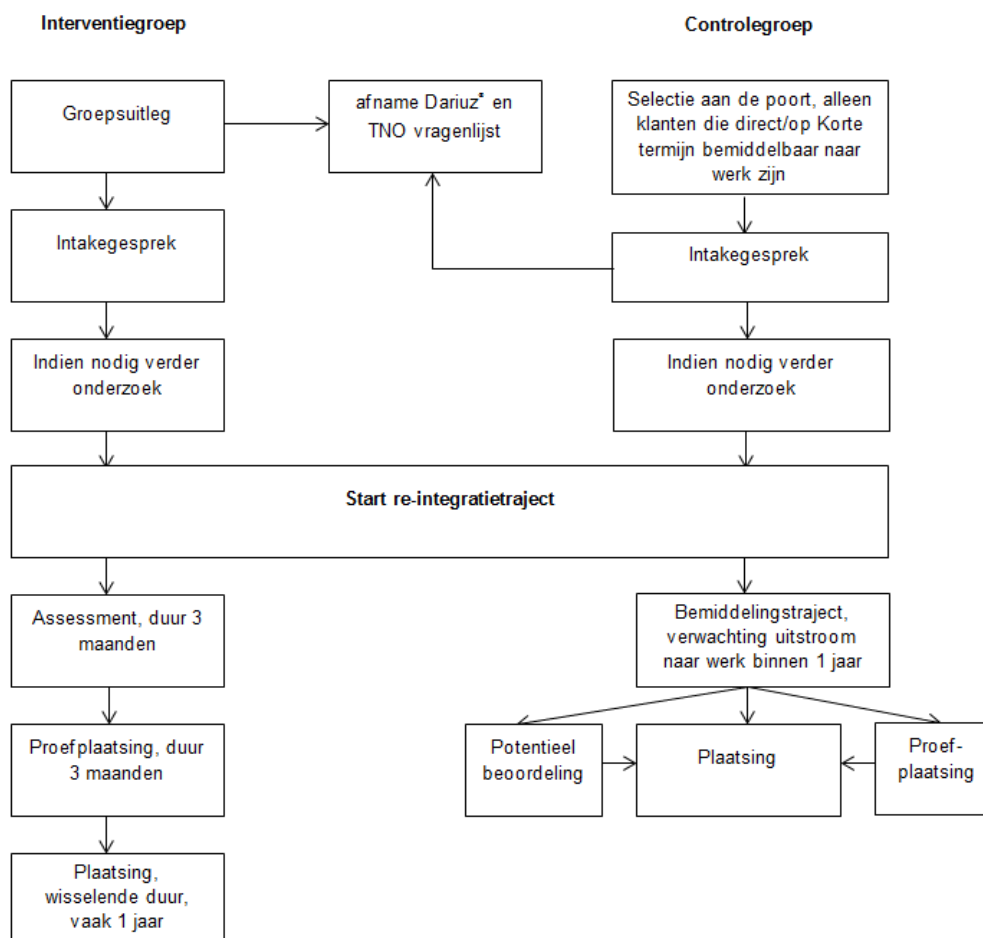 Interventiegroep
Controlegroep
Groepsuitleg
afname Dariuz* en
TNO vragenlijst
Selectie aan de poort, alleen
klanten die direct/op Korte
termijn bemiddelbaar naar
werk zijn
Intakegesprek
Intakegesprek
Indien nodig verder
onderzoek
Indien nodig verder
onderzoek
Start re-integratietraject
Assessment, duur 3
maanden
Bemiddelingstraject,
verwachting uitstroom
naar werk binnen 1 jaar
Proefplaatsing, duur
3 maanden
Potentieel
beoordeling
Plaatsing
Proef-
plaatsing
Plaatsing,
wisselende duur,
vaak 1 jaar